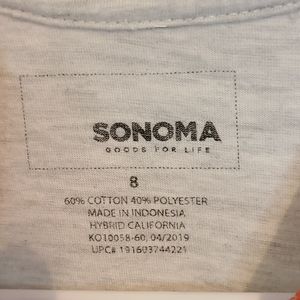 SONOMA
GOODS FOR LIFE
8
60% COTTON 40% POLYESTER
MADE IN INDONESIA
HYBRID CALIFORNIA
KO10058-60, 04/2019
UPC# 191603744221